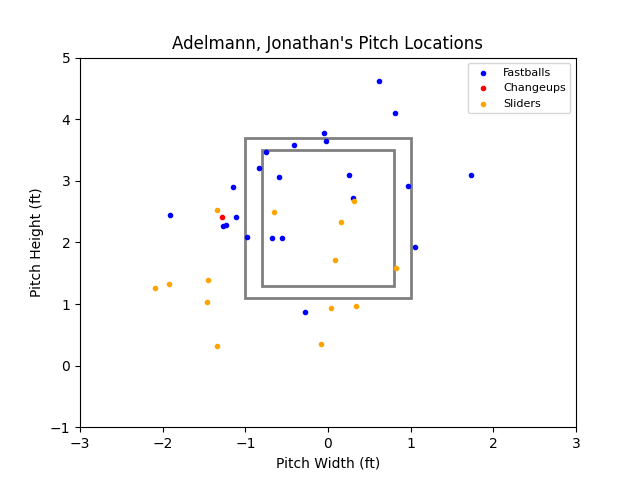 Adelmann, Jonathan's Pitch Locations
Fastballs
Changeups
Sliders
5
4
3
2
1
0
−1
Pitch Height (ft)
−3 −2 −1 0 1 2 3
Pitch Width (ft)